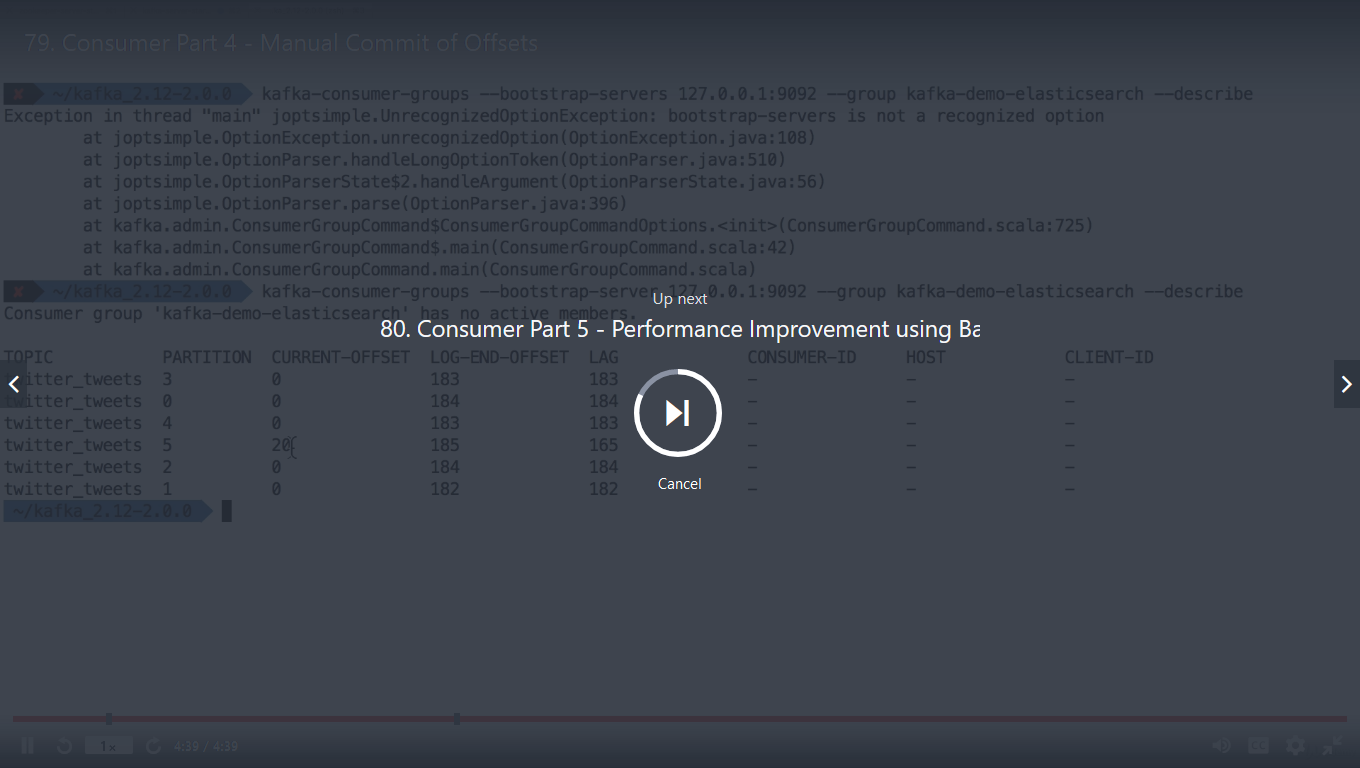 79. Consumer Part 4 - Manual Commit of Offsets
✘ ~/kafka_2.12-2.0.0 kafka-consumer-groups --bootstrap-servers 127.0.0.1:9092 --group kafka-demo-elasticsearch --describe
Exception in thread "main" joptsimple.UnrecognizedOptionException: bootstrap-servers is not a recognized option
at joptsimple.OptionException.unrecognizedOption(OptionException.java:108)
at joptsimple.OptionParser.handleLongOptionToken(OptionParser.java:510)
at joptsimple.OptionParserState$2.handleArgument(OptionParserState.java:56)
at joptsimple.OptionParser.parse(OptionParser.java:396)
at kafka.admin.ConsumerGroupCommand$ConsumerGroupCommandOptions.<init>(ConsumerGroupCommand.scala:725)
at kafka.admin.ConsumerGroupCommand$.main(ConsumerGroupCommand.scala:42)
at kafka.admin.ConsumerGroupCommand.main(ConsumerGroupCommand.scala)
✘ ~/kafka_2.12-2.0.0 kafka-consumer-groups --bootstrap-server 127.0.0.1:9092 --group kafka-demo-elasticsearch --describe
Up next
Consumer group 'kafka-demo-elasticsearch' has no active members.
80. Consumer Part 5 - Performance Improvement using Ba
TOPIC PARTITION CURRENT-OFFSET LOG-END-OFFSET LAG CONSUMER-ID HOST CLIENT-ID
twitter_tweets 3 0 183 183 - - -
twitter_tweets 0 0 184 184 - - -
twitter_tweets 4 0 183 183 - - -
twitter_tweets 5 20 185 165 - - -
twitter_tweets 2 0 184 184 - - -
twitter_tweets 1 0 182 182 - - -
Cancel
~/kafka_2.12-2.0.0
1x 4:39 / 4:39 CC